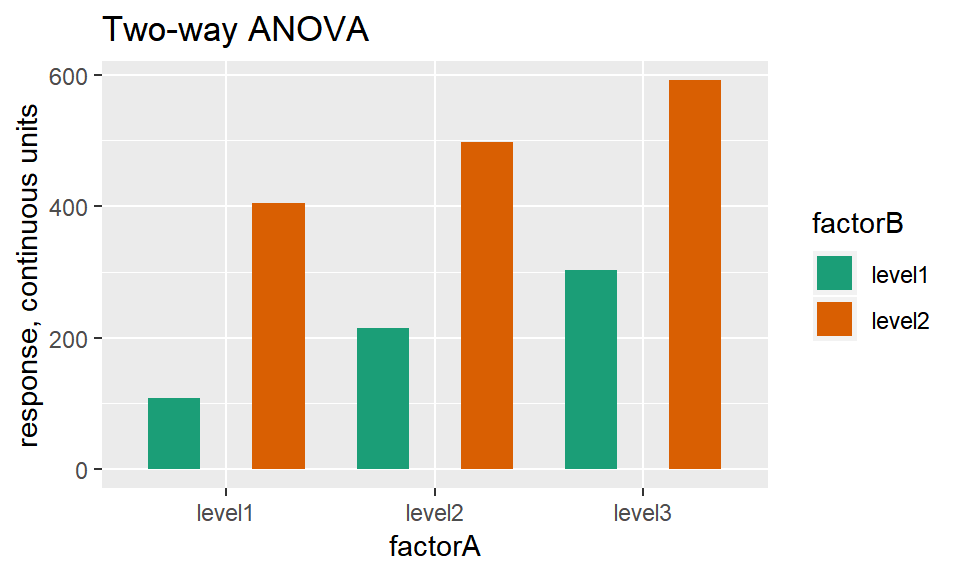 Two-way ANOVA
response, continuous units
600
400
200
0
level1
level2
level3
factorA
factorB
level1
level2